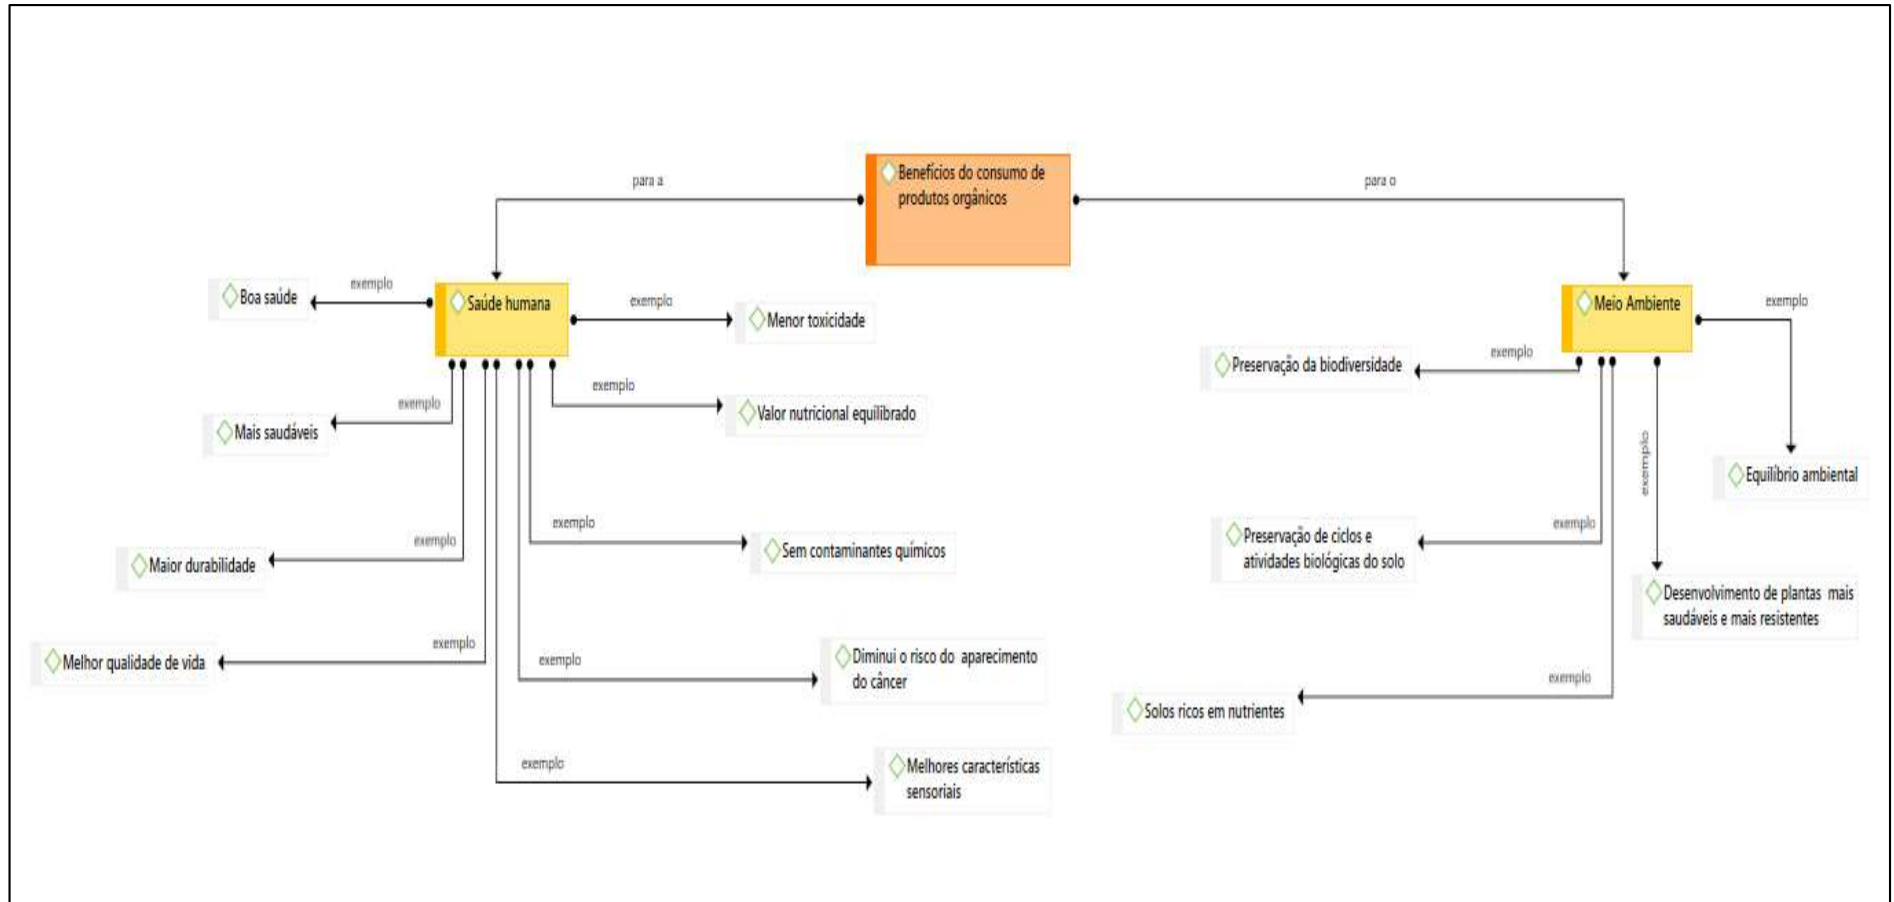 Benefícios do consumo de
produtos orgânicos
para a
para o
Saúde humana
exemplo
Boa saúde
exemplo
Menor toxicidade
exemplo
Mais saudáveis
exemplo
Valor nutricional equilibrado
exemplo
Maior durabilidade
exemplo
Sem contaminantes químicos
exemplo
Melhor qualidade de vida
exemplo
Diminui o risco do aparecimento
do câncer
exemplo
Melhores características
sensoriais
Meio Ambiente
exemplo
Preservação da biodiversidade
exemplo
Equilíbrio ambiental
exemplo
Preservação de ciclos e
atividades biológicas do solo
exemplo
Desenvolvimento de plantas mais
saudáveis e mais resistentes
exemplo
Solos ricos em nutrientes